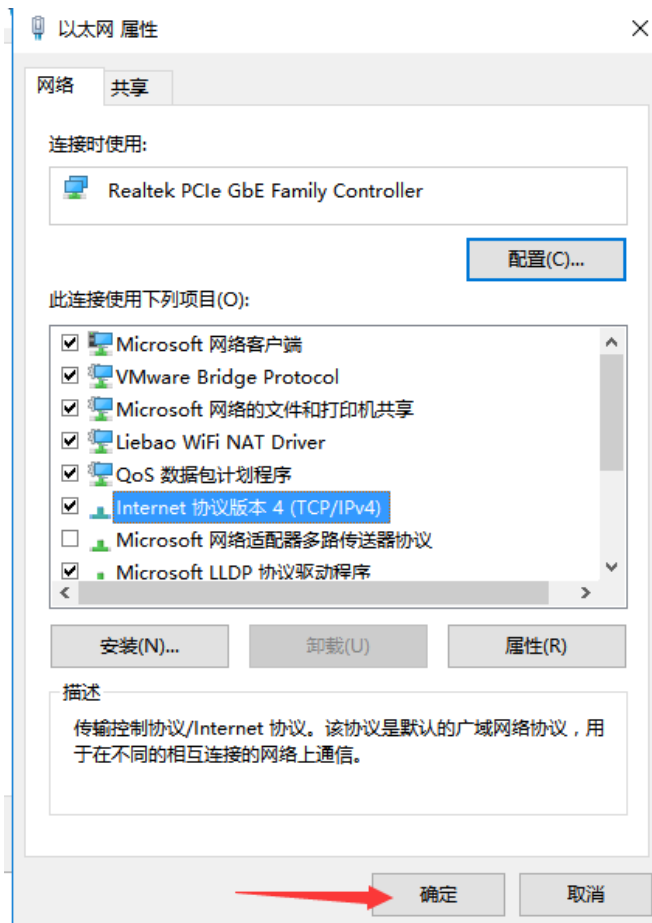 以太网 属性
网络
共享
连接时使用:
Realtek PCIe GbE Family Controller
配置(C)...
此连接使用下列项目(O):
Microsoft 网络客户端
VMware Bridge Protocol
Microsoft 网络的文件和打印机共享
Liebao WiFi NAT Driver
QoS 数据包计划程序
Internet 协议版本 4 (TCP/IPv4)
Microsoft 网络适配器多路传送器协议
Microsoft LLDP 协议驱动程序
安装(N)...
卸载(U)
属性(R)
描述
传输控制协议/Internet 协议。该协议是默认的广域网络协议，用
于在不同的相互连接的网络上通信。
确定
取消